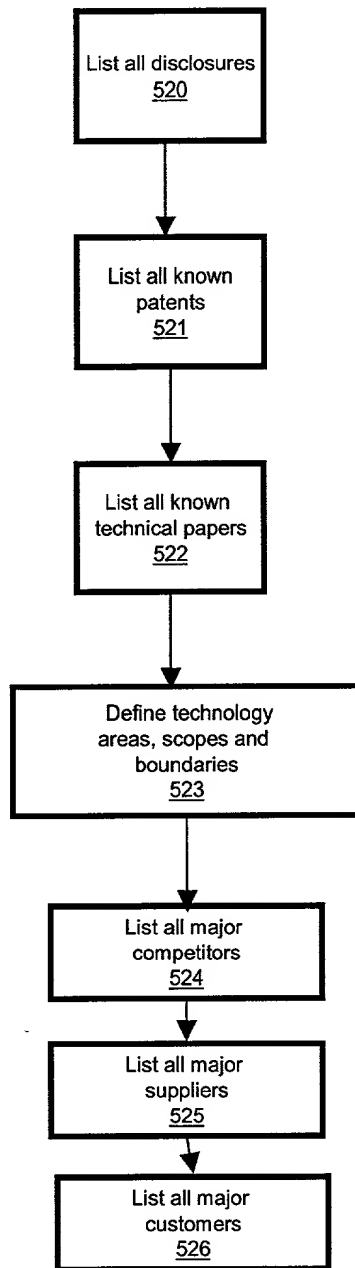 List all disclosures
520
List all known
patents
521
List all known
technical papers
522
Define technology
areas, scopes and
boundaries
523
List all major
competitors
524
List all major
suppliers
525
List all major
customers
526